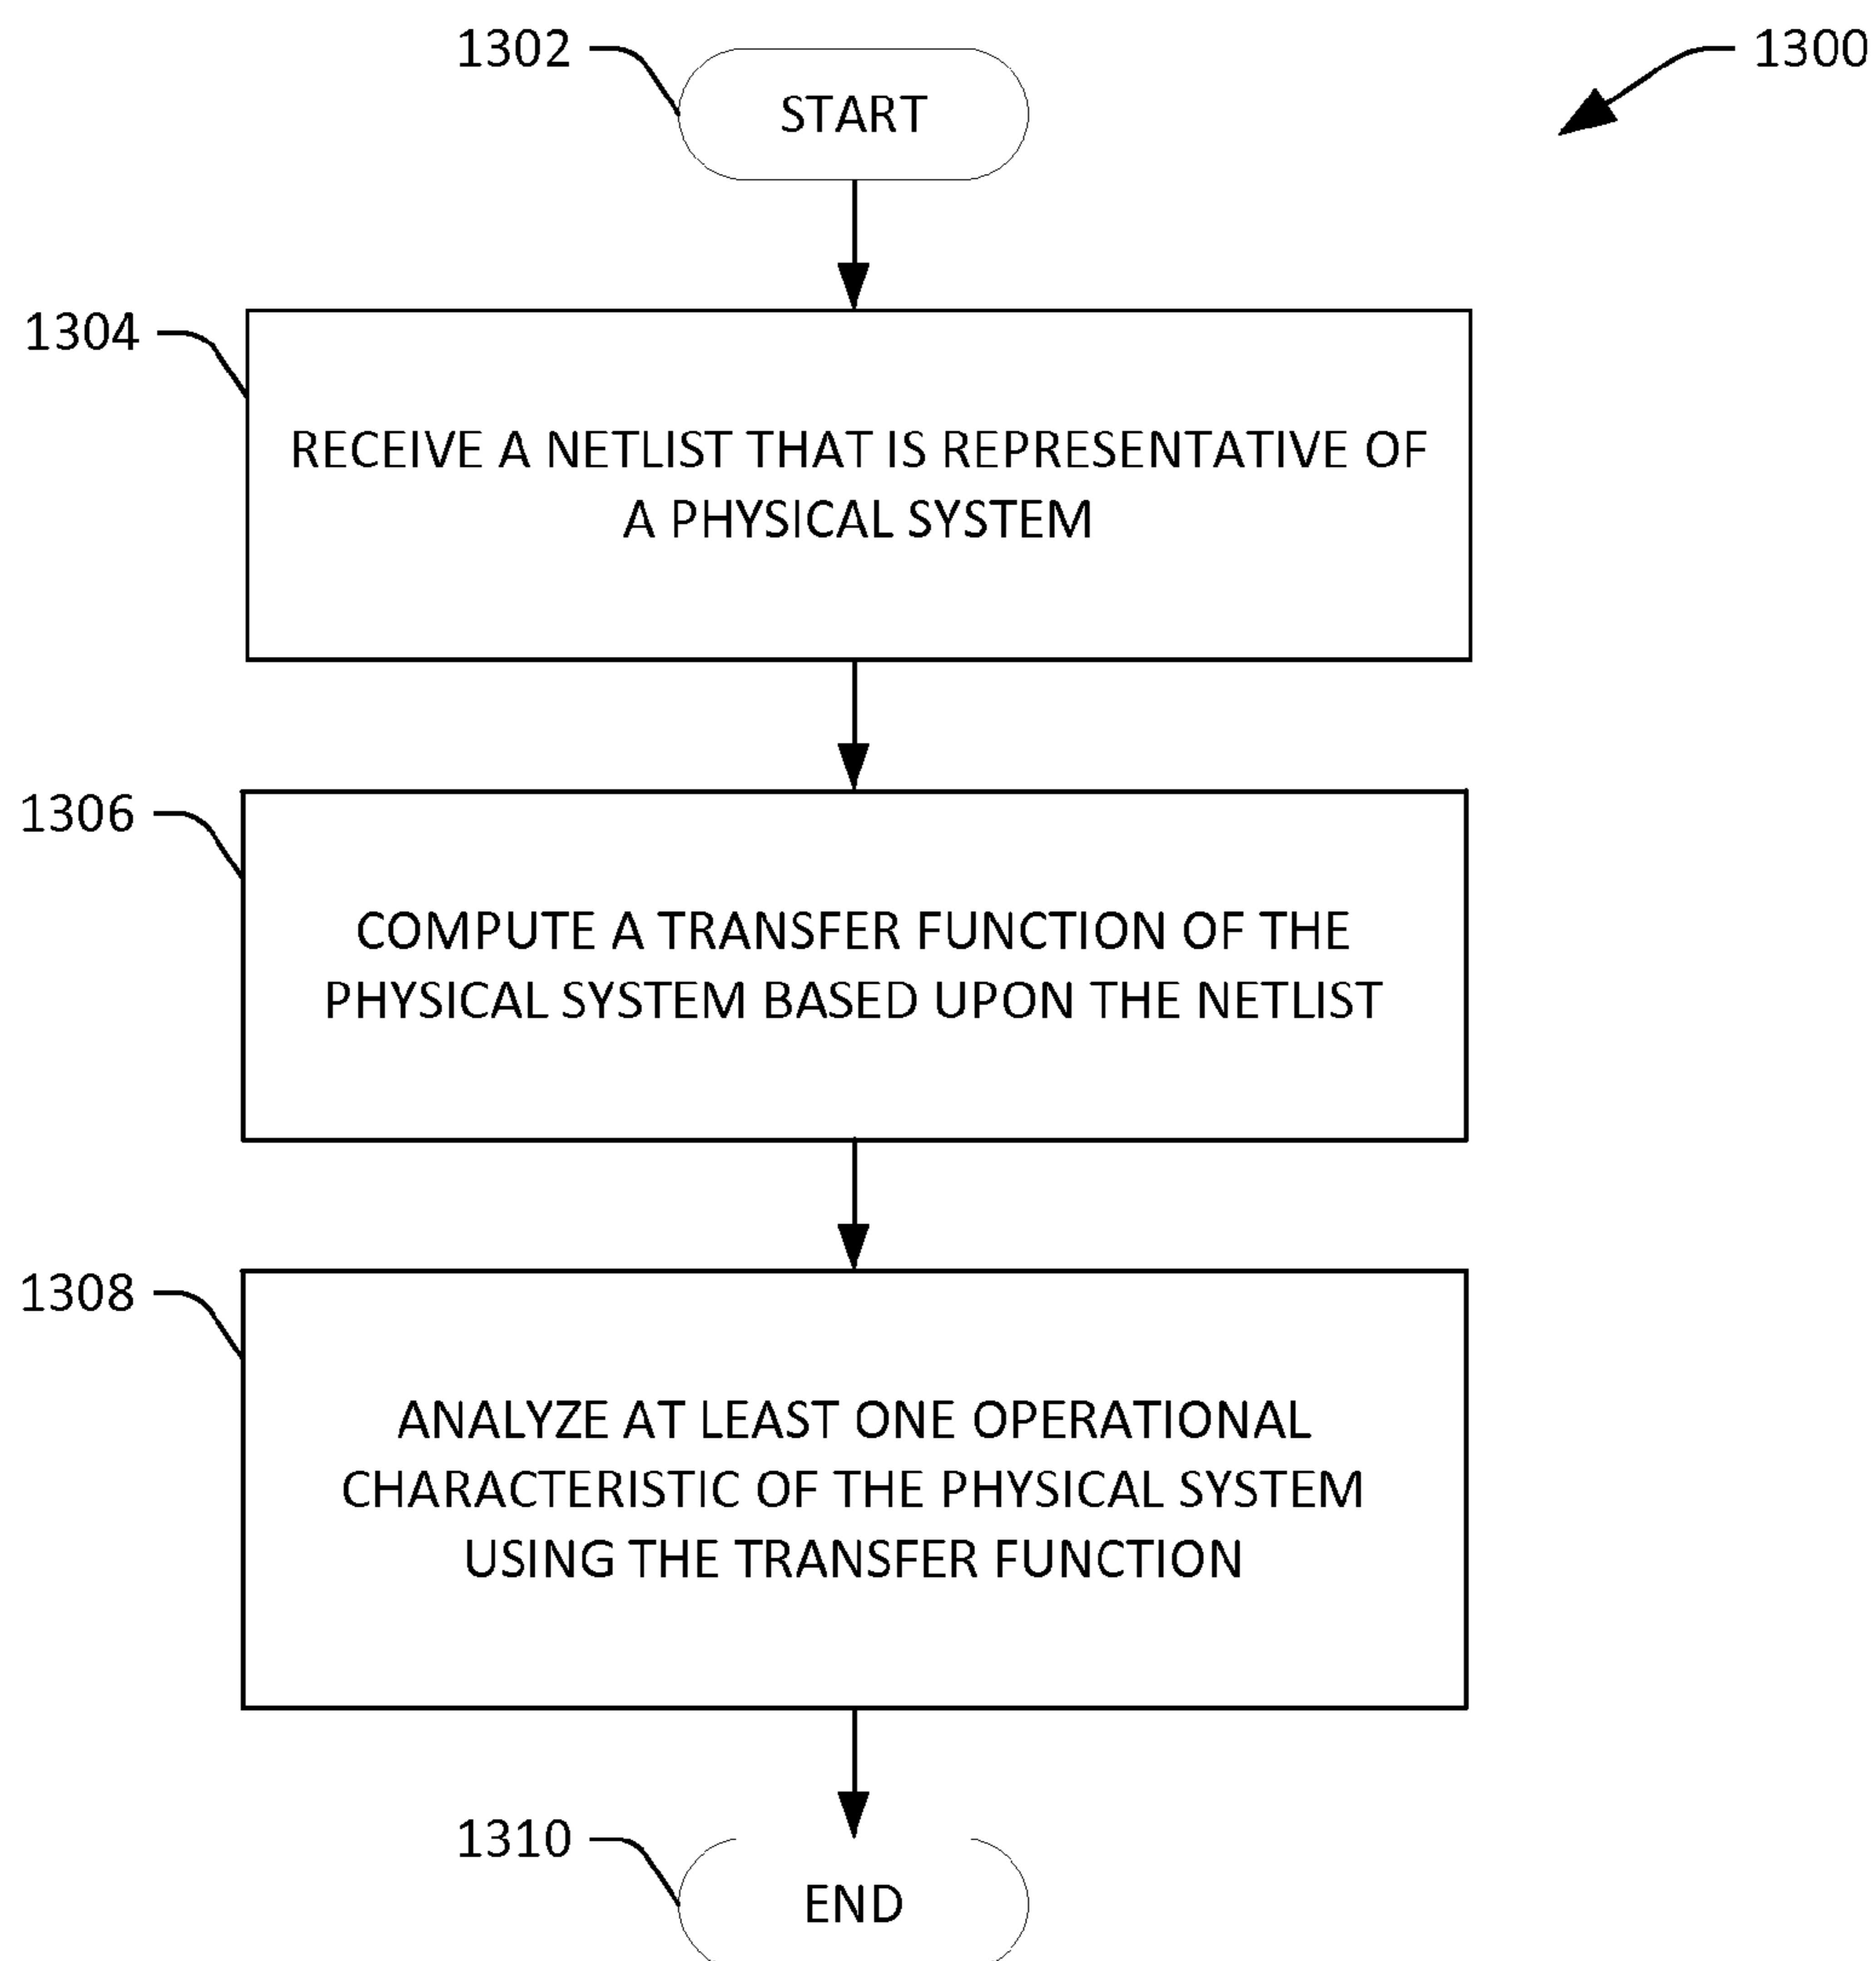 1302
START
1300
1304
RECEIVE A NETLIST THAT IS REPRESENTATIVE OF
A PHYSICAL SYSTEM
1306
COMPUTE A TRANSFER FUNCTION OF THE
PHYSICAL SYSTEM BASED UPON THE NETLIST
1308
ANALYZE AT LEAST ONE OPERATIONAL
CHARACTERISTIC OF THE PHYSICAL SYSTEM
USING THE TRANSFER FUNCTION
1310
END